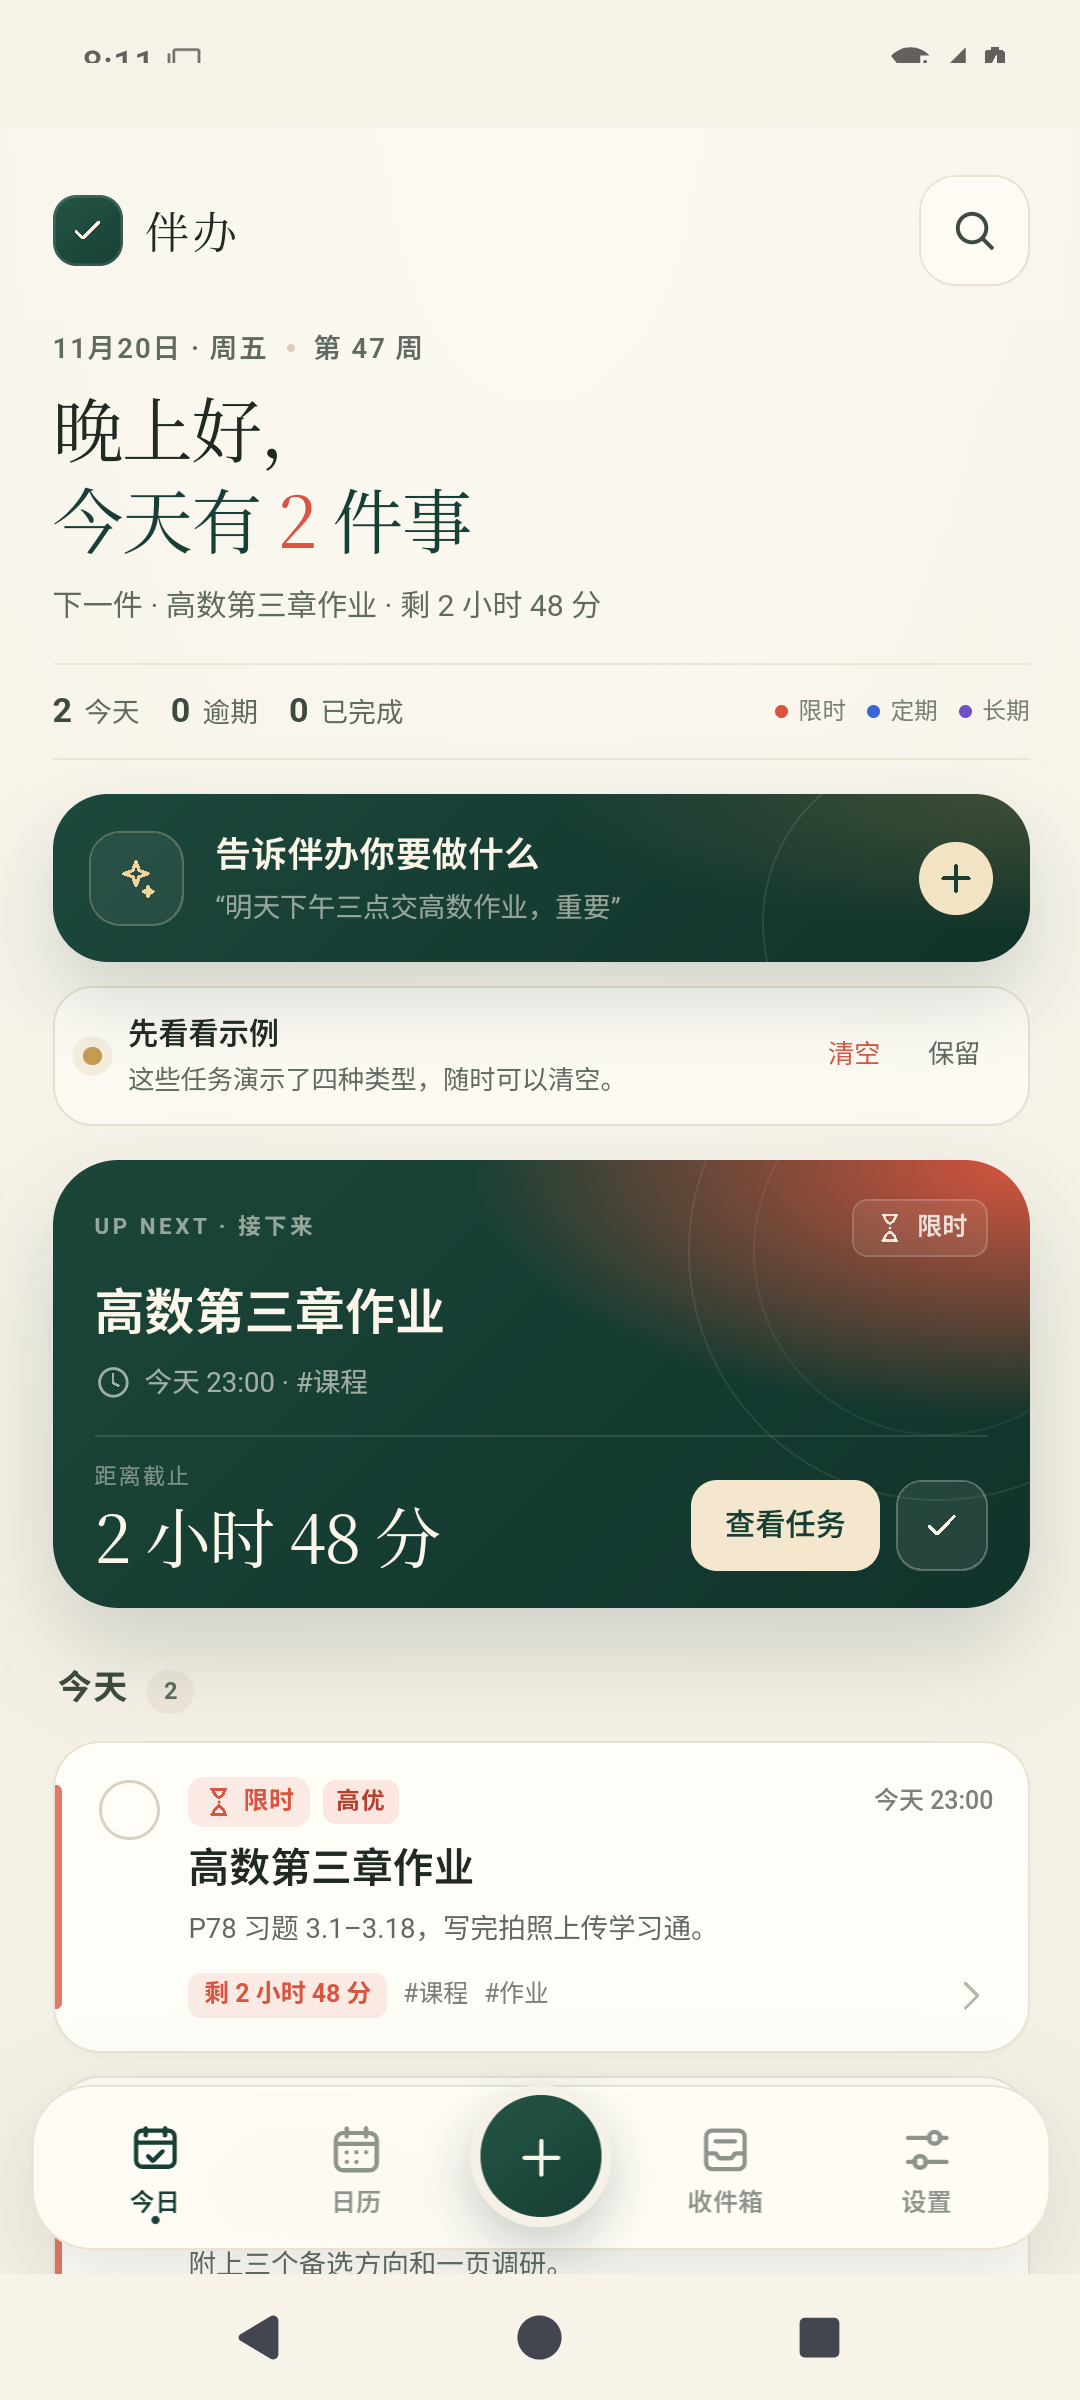 8:11
伴办
11月20日 · 周五 • 第 47 周
晚上好,
今天有 2 件事
下一件 · 高数第三章作业 · 剩 2 小时 48 分
2 今天 0 逾期 0 已完成
限时 定期 长期
告诉伴办你要做什么
“明天下午三点交高数作业，重要”
先看看示例
这些任务演示了四种类型，随时可以清空。
清空 保留
UP NEXT · 接下来
限时
高数第三章作业
今天 23:00 · #课程
距离截止
2 小时 48 分
查看任务
今天 2
限时 高优 今天 23:00
高数第三章作业
P78 习题 3.1–3.18，写完拍照上传学习通。
剩 2 小时 48 分 #课程 #作业
今日 日历 收件箱 设置
附上三个备选方向和一页调研。